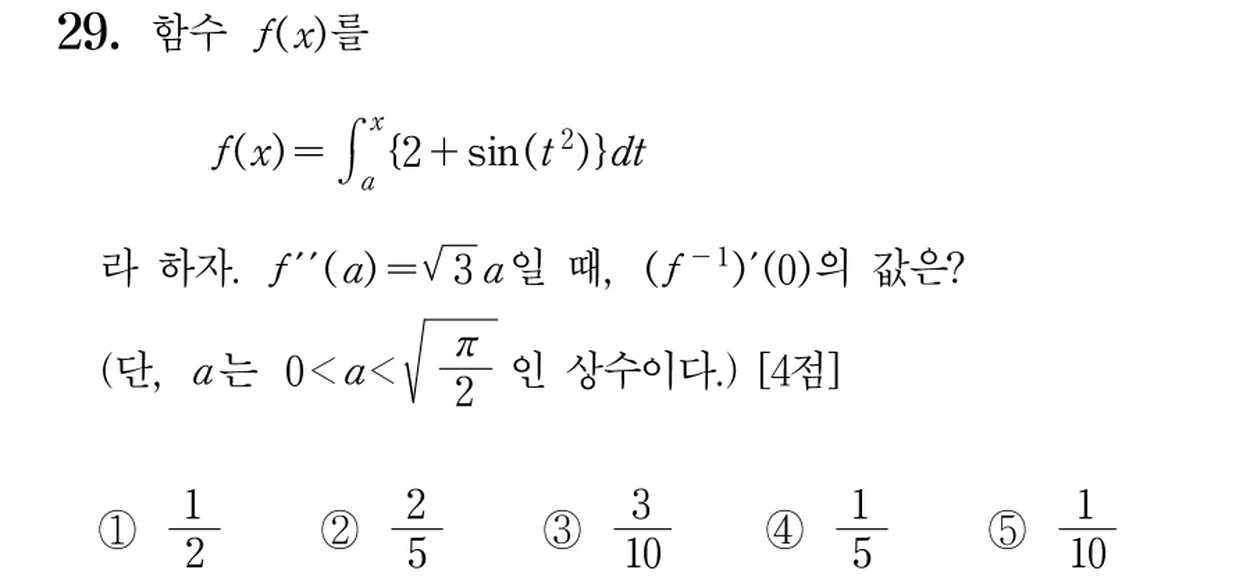 29. 함수 f(x)를
f(x)=∫ₐˣ{2+sin(t²)}dt
라 하자. f′′(a)=√3a일 때, (f⁻¹)′(0)의 값은?
(단, a는 0<a<√(π/2)인 상수이다.) [4점]
① 1/2 ② 2/5 ③ 3/10 ④ 1/5 ⑤ 1/10